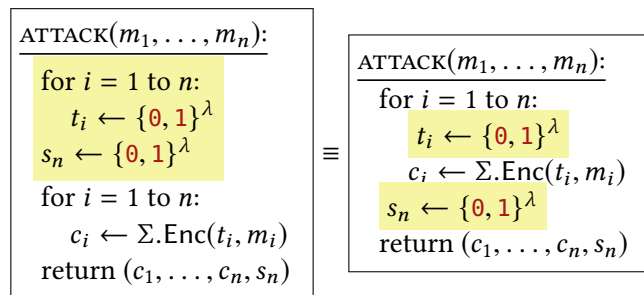 ATTACK(m₁, . . . , mₙ):
for i = 1 to n:
tᵢ ← {0, 1}^λ
sₙ ← {0, 1}^λ
for i = 1 to n:
cᵢ ← Σ.Enc(tᵢ, mᵢ)
return (c₁, . . . , cₙ, sₙ)
≡
ATTACK(m₁, . . . , mₙ):
for i = 1 to n:
tᵢ ← {0, 1}^λ
cᵢ ← Σ.Enc(tᵢ, mᵢ)
sₙ ← {0, 1}^λ
return (c₁, . . . , cₙ, sₙ)